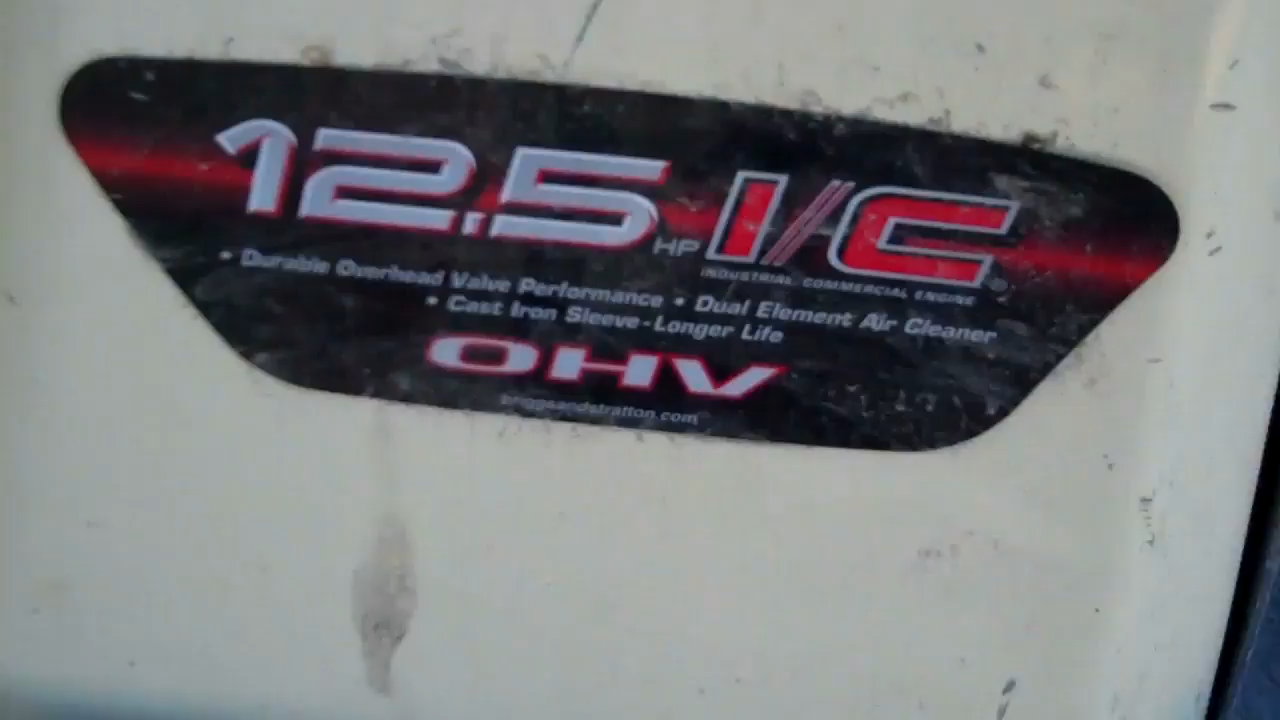 12.5 HP I/C®
INDUSTRIAL COMMERCIAL ENGINE
• Durable Overhead Valve Performance • Dual Element Air Cleaner
• Cast Iron Sleeve-Longer Life
OHV
briggsandstratton.com